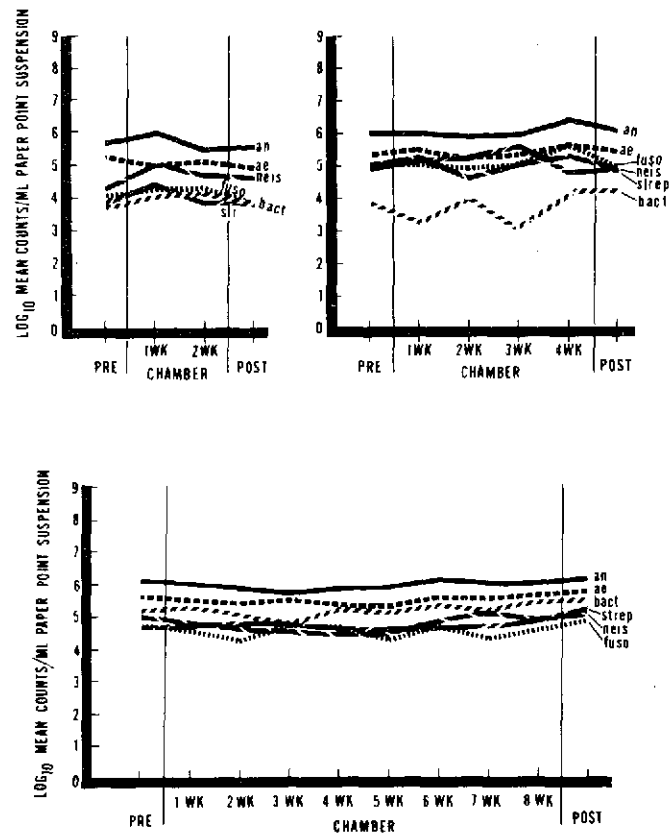 LOG10 MEAN COUNTS/ML PAPER POINT SUSPENSION
9
8
7
6
5
4
3
2
1
0
an
ae
neis
fuso
str
bact
1WK 2WK
PRE CHAMBER POST
9
8
7
6
5
4
3
2
1
0
an
ae
fuso
neis
strep
bact
1WK 2WK 3WK 4WK
PRE CHAMBER POST
LOG10 MEAN COUNTS/ML PAPER POINT SUSPENSION
9
8
7
6
5
4
3
2
1
0
an
ae
bact
strep
neis
fuso
1 WK 2 WK 3 WK 4 WK 5 WK 6 WK 7 WK 8 WK
PRE CHAMBER POST